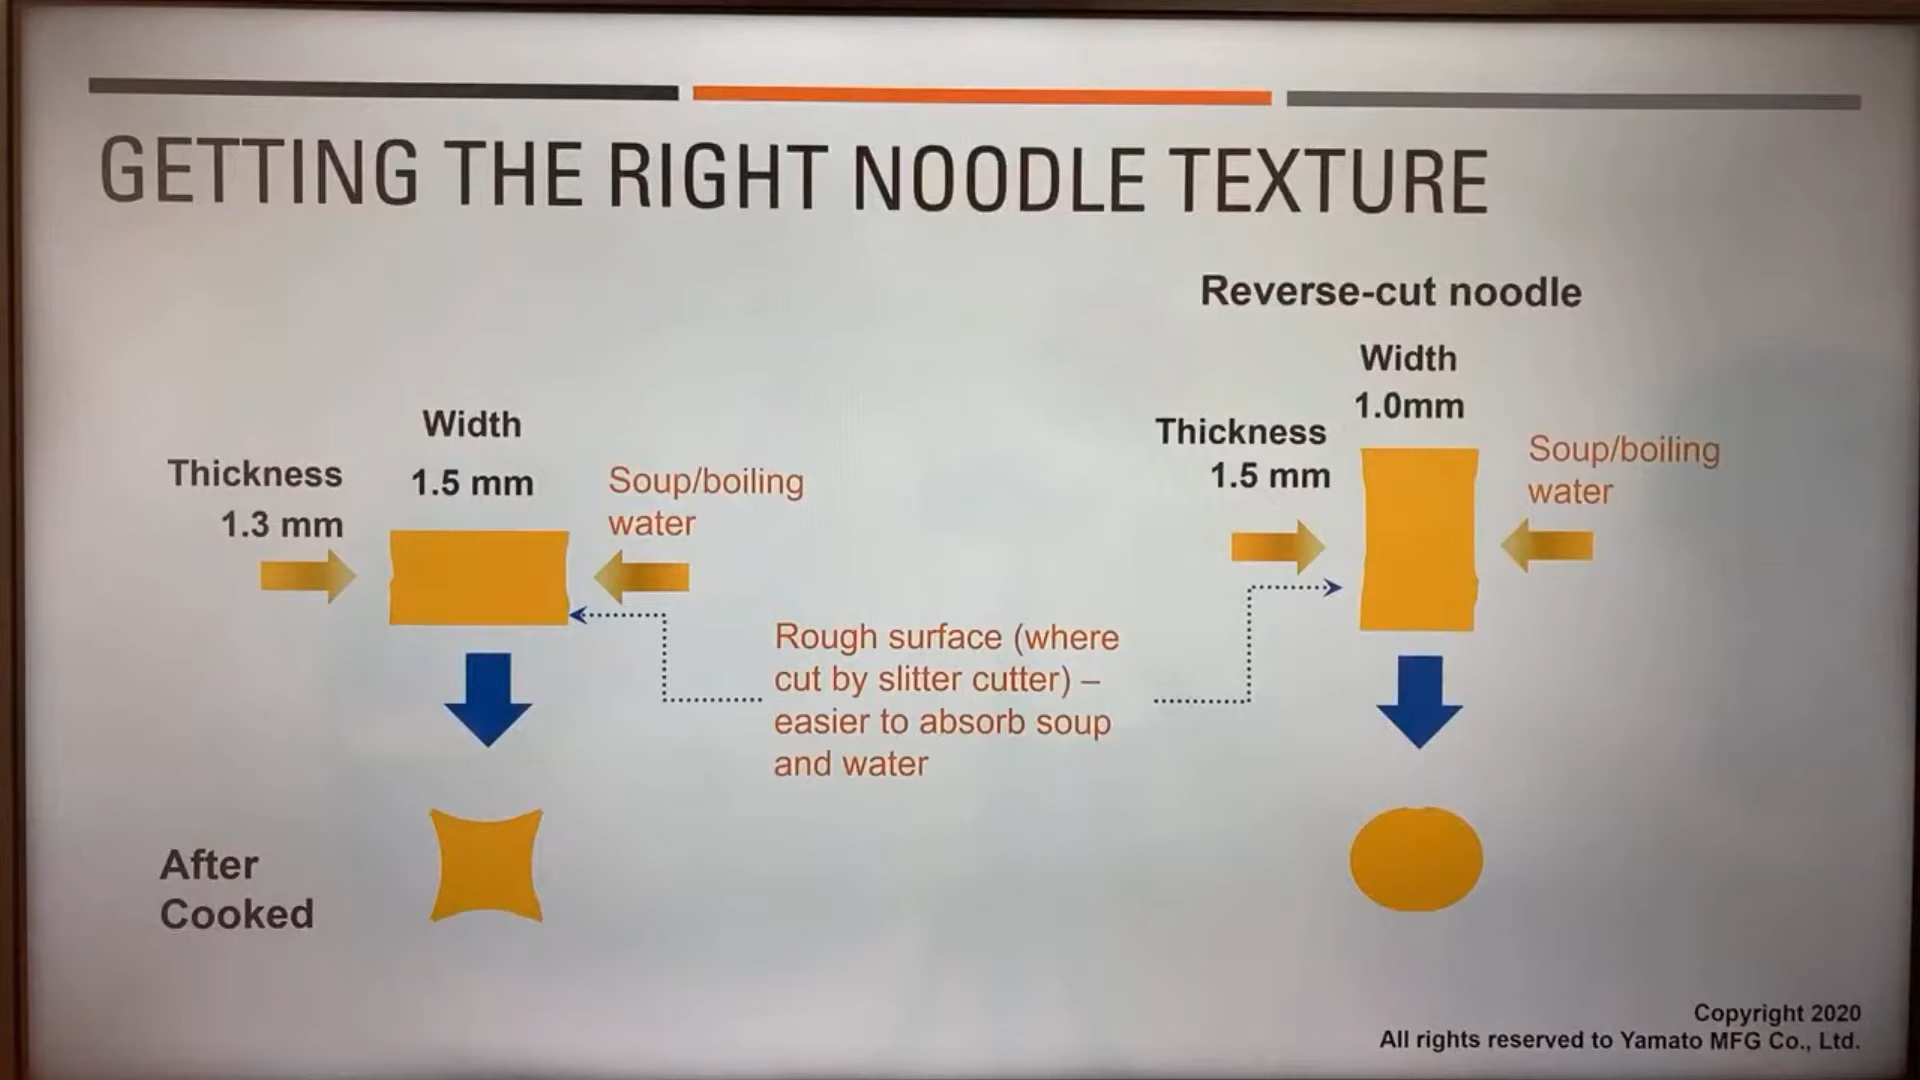 GETTING THE RIGHT NOODLE TEXTURE
Width
1.5 mm
Thickness
1.3 mm
Soup/boiling
water
Rough surface (where
cut by slitter cutter) –
easier to absorb soup
and water
Reverse-cut noodle
Width
1.0mm
Thickness
1.5 mm
Soup/boiling
water
After
Cooked
Copyright 2020
All rights reserved to Yamato MFG Co., Ltd.